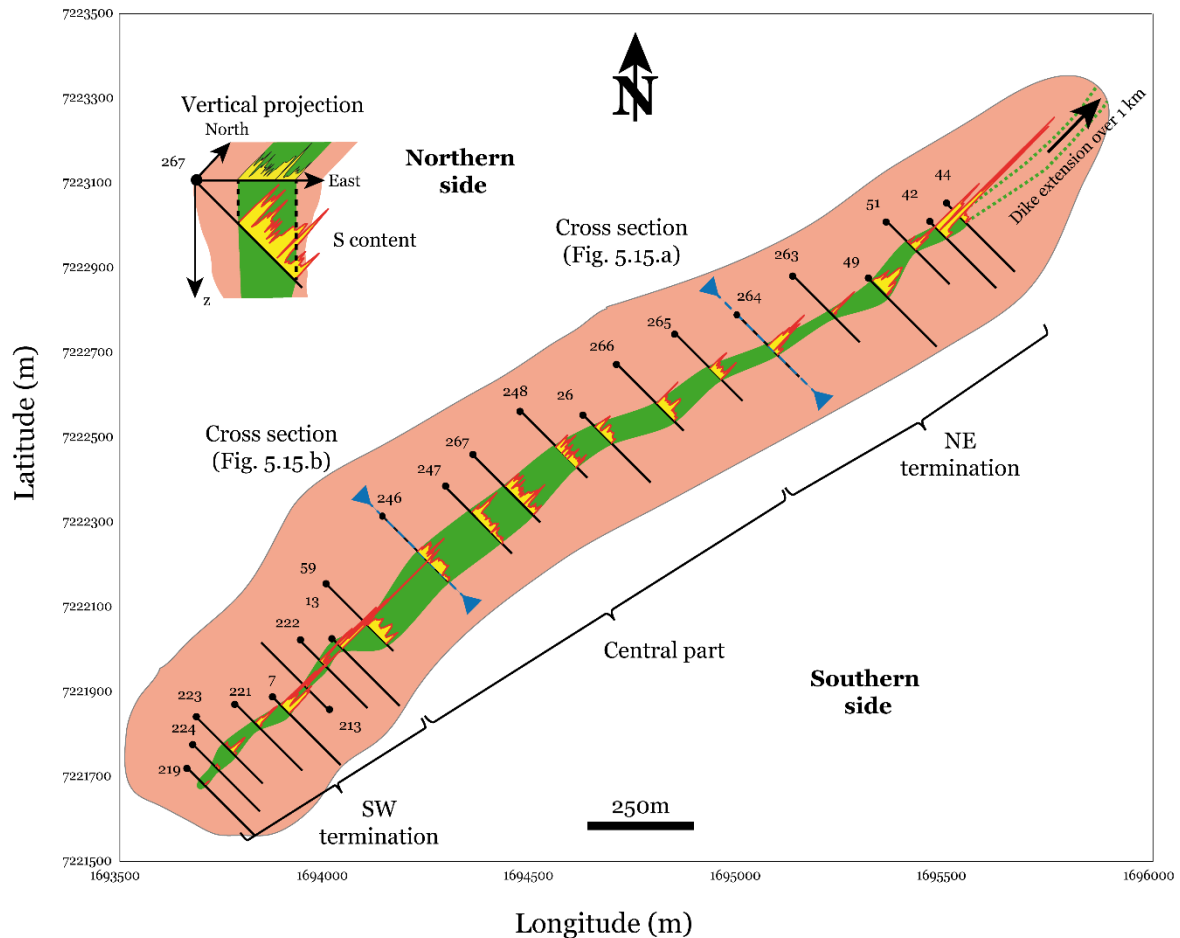 7223500
7223300
7223100
7222900
7222700
7222500
7222300
7222100
7221900
7221700
7221500
Latitude (m)
Vertical projection
North
267
East
S content
z
N
Northern
side
Cross section
(Fig. 5.15.a)
Cross section
(Fig. 5.15.b)
Dike extension over 1 km
44
42
51
49
263
264
265
266
26
248
267
247
246
59
13
222
7
213
221
223
224
219
NE
termination
Central part
Southern
side
SW
termination
250m
1693500
1694000
1694500
1695000
1695500
1696000
Longitude (m)